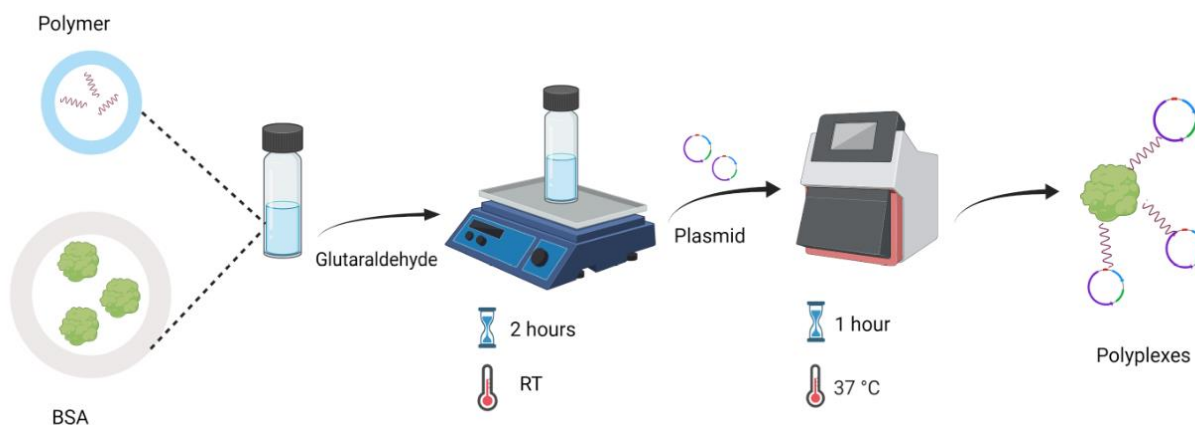 Polymer
BSA
Glutaraldehyde
2 hours
RT
Plasmid
1 hour
37 °C
Polyplexes